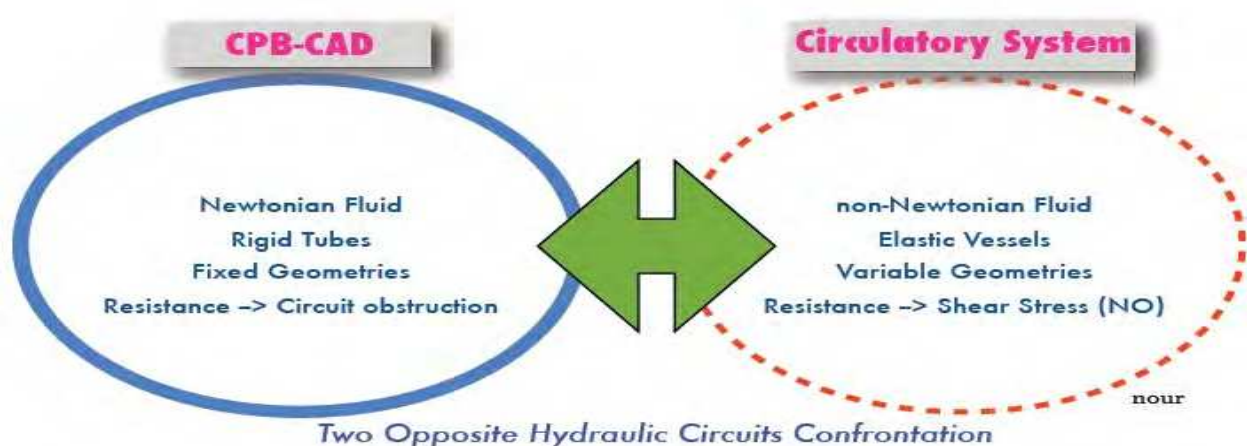 CPB-CAD
Circulatory System
Newtonian Fluid
Rigid Tubes
Fixed Geometries
Resistance --> Circuit obstruction
non-Newtonian Fluid
Elastic Vessels
Variable Geometries
Resistance --> Shear Stress (NO)
nour
Two Opposite Hydraulic Circuits Confrontation